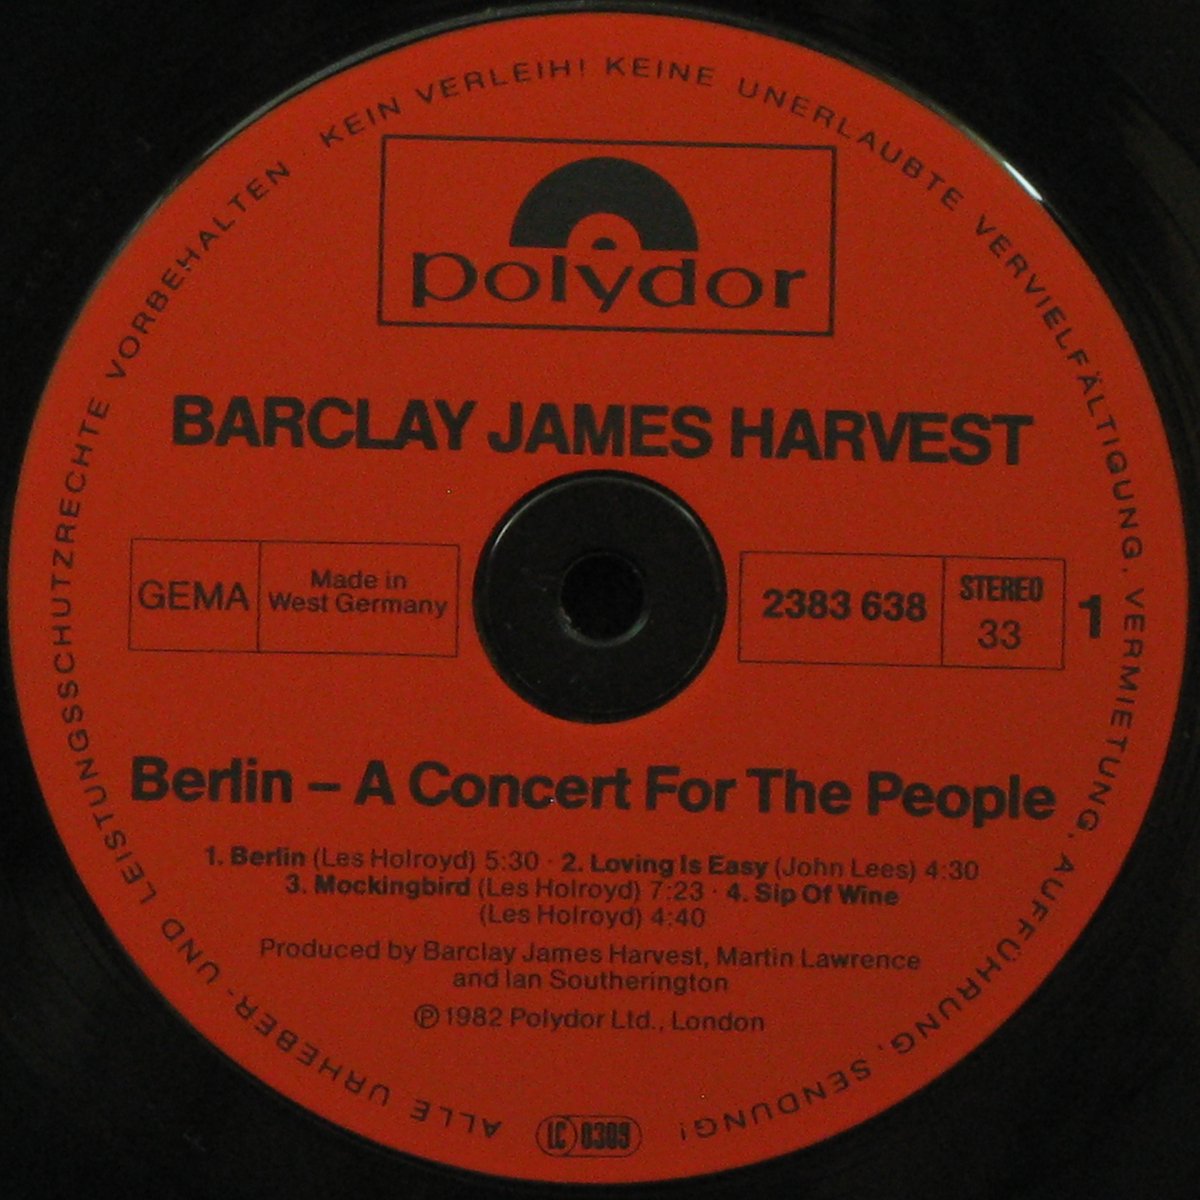 ALLE URHEBER- UND LEISTUNGSSCHUTZRECHTE VORBEHALTEN · KEIN VERLEIH! KEINE UNERLAUBTE VERVIELFÄLTIGUNG, VERMIETUNG, AUFFÜHRUNG, SENDUNG!
polydor
BARCLAY JAMES HARVEST
GEMA
Made in
West Germany
2383 638
STEREO
33
1
Berlin – A Concert For The People
1. Berlin (Les Holroyd) 5:30 · 2. Loving Is Easy (John Lees) 4:30
3. Mockingbird (Les Holroyd) 7:23 · 4. Sip Of Wine
(Les Holroyd) 4:40
Produced by Barclay James Harvest, Martin Lawrence
and Ian Southerington
℗ 1982 Polydor Ltd., London
LC 0309